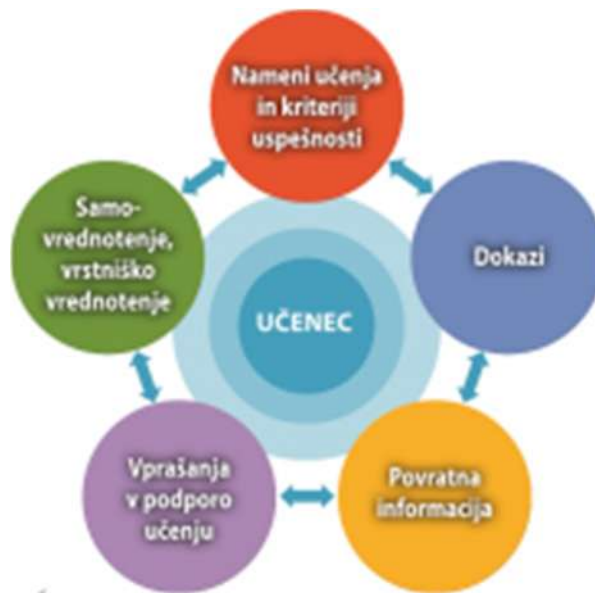 Nameni učenja
in kriteriji
uspešnosti
Samo-
vrednotenje,
vrstniško
vrednotenje
Dokazi
UČENEC
Vprašanja
v podporo
učenju
Povratna
informacija